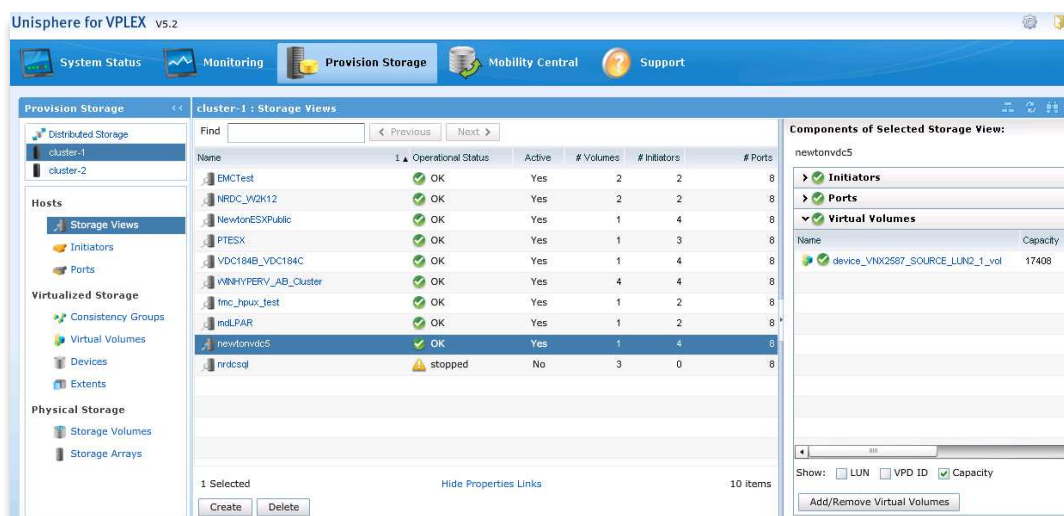 Unisphere for VPLEX V5.2
System Status Monitoring Provision Storage Mobility Central Support
Provision Storage <<
Distributed Storage
cluster-1
cluster-2
Hosts
Storage Views
Initiators
Ports
Virtualized Storage
Consistency Groups
Virtual Volumes
Devices
Extents
Physical Storage
Storage Volumes
Storage Arrays
cluster-1 : Storage Views
Find Previous Next
Name 1 Operational Status Active # Volumes # Initiators # Ports
EMCTest OK Yes 2 2 8
NRDC_W2K12 OK Yes 2 2 8
NewtonESXPublic OK Yes 1 4 8
PTESX OK Yes 1 3 8
VDC184B_VDC184C OK Yes 1 4 8
WINHYPERV_AB_Cluster OK Yes 4 4 8
fmc_hpux_test OK Yes 1 2 8
mdLPAR OK Yes 1 2 8
newtonvdc5 OK Yes 1 4 8
nrdcsql stopped No 3 0 8
1 Selected Hide Properties Links 10 items
Create Delete
Components of Selected Storage View:
newtonvdc5
Initiators
Ports
Virtual Volumes
Name Capacity
device_VNX2587_SOURCE_LUN2_1_vol 17408
Show: LUN VPD ID Capacity
Add/Remove Virtual Volumes